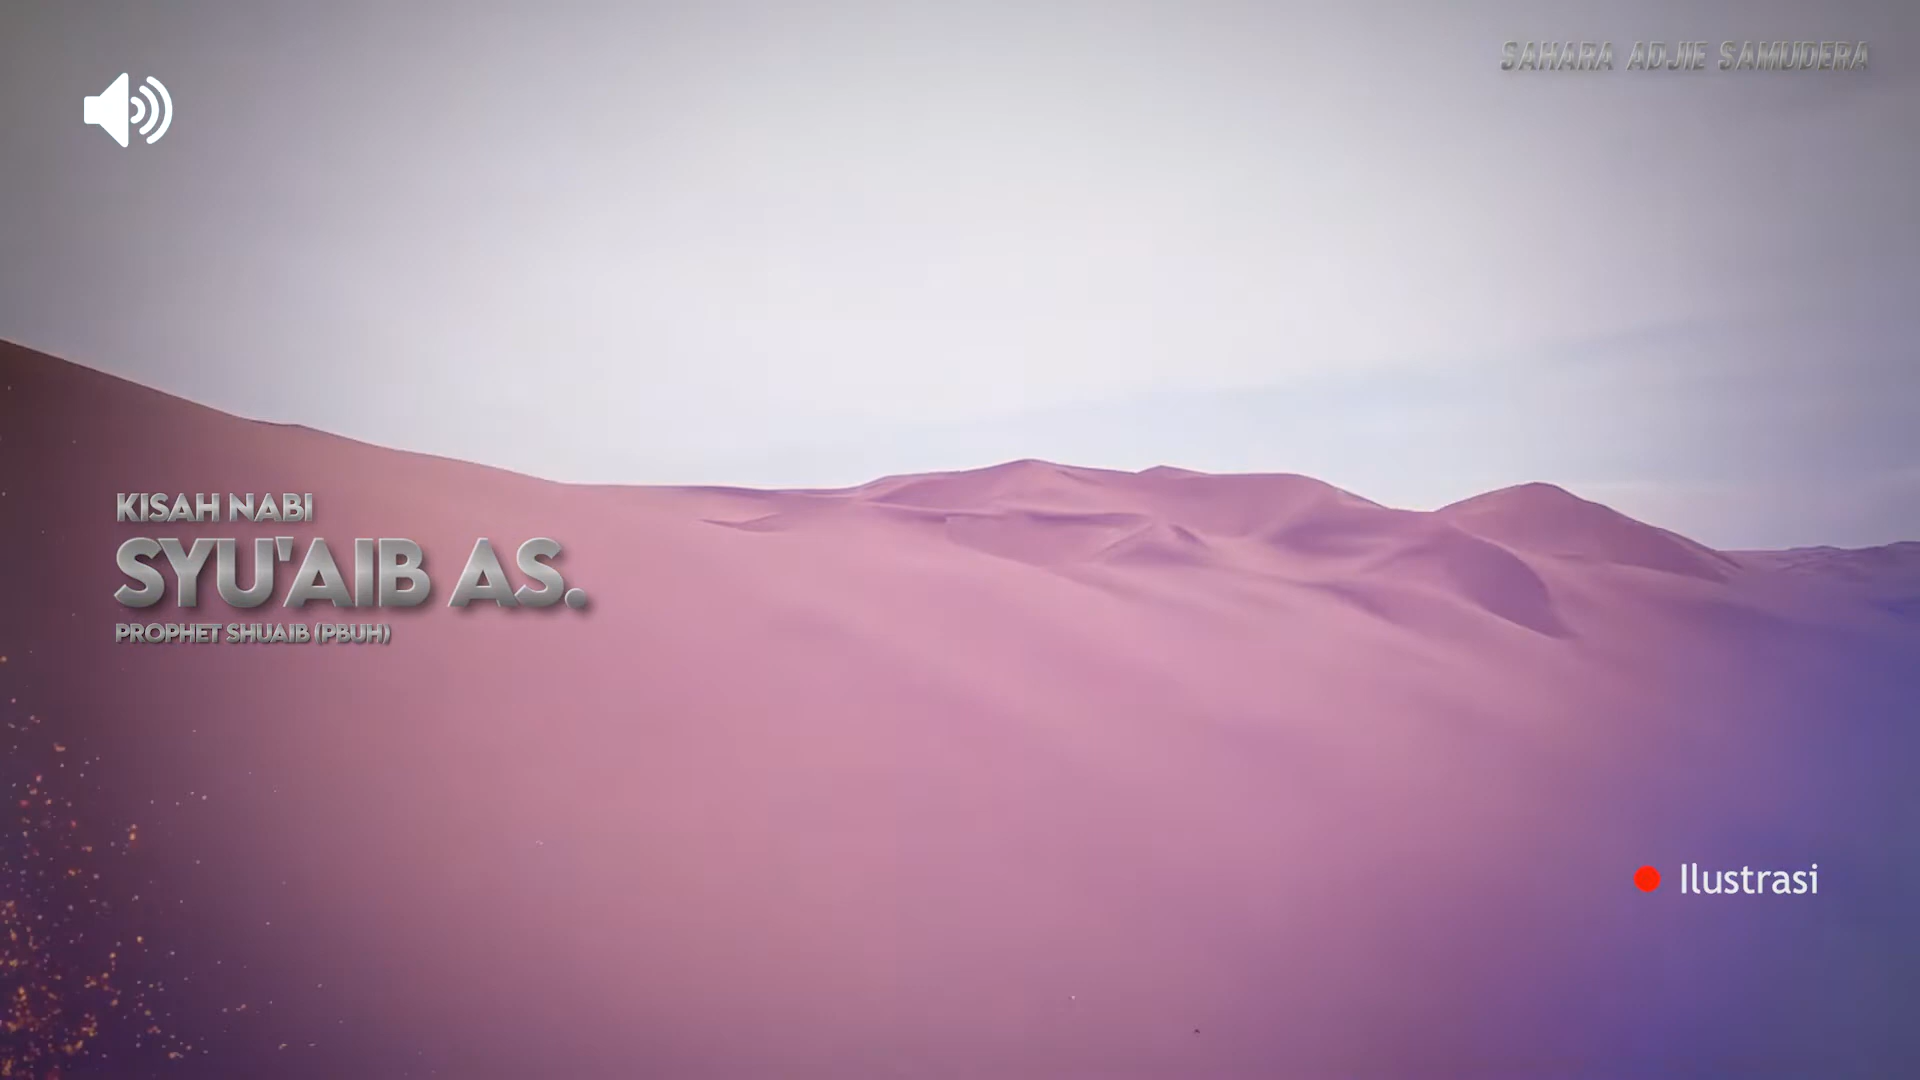 SAHARA ADJIE SAMUDERA
KISAH NABI
SYU'AIB AS.
PROPHET SHUAIB (PBUH)
Ilustrasi